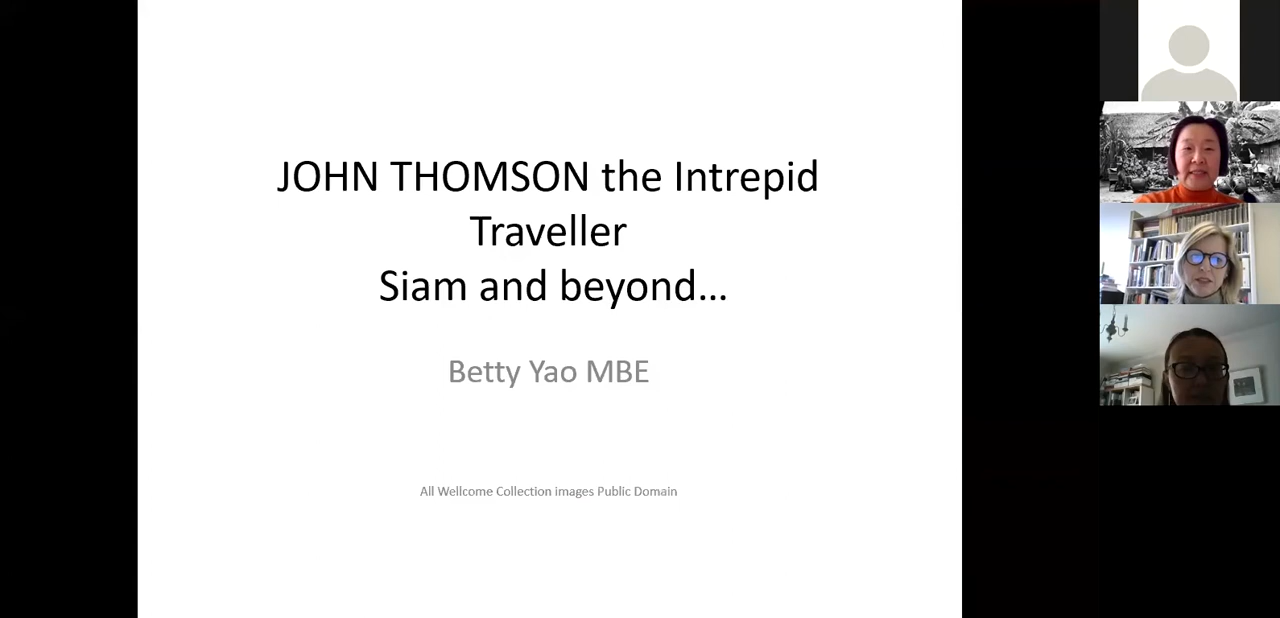 JOHN THOMSON the Intrepid
Traveller
Siam and beyond...
Betty Yao MBE
All Wellcome Collection images Public Domain